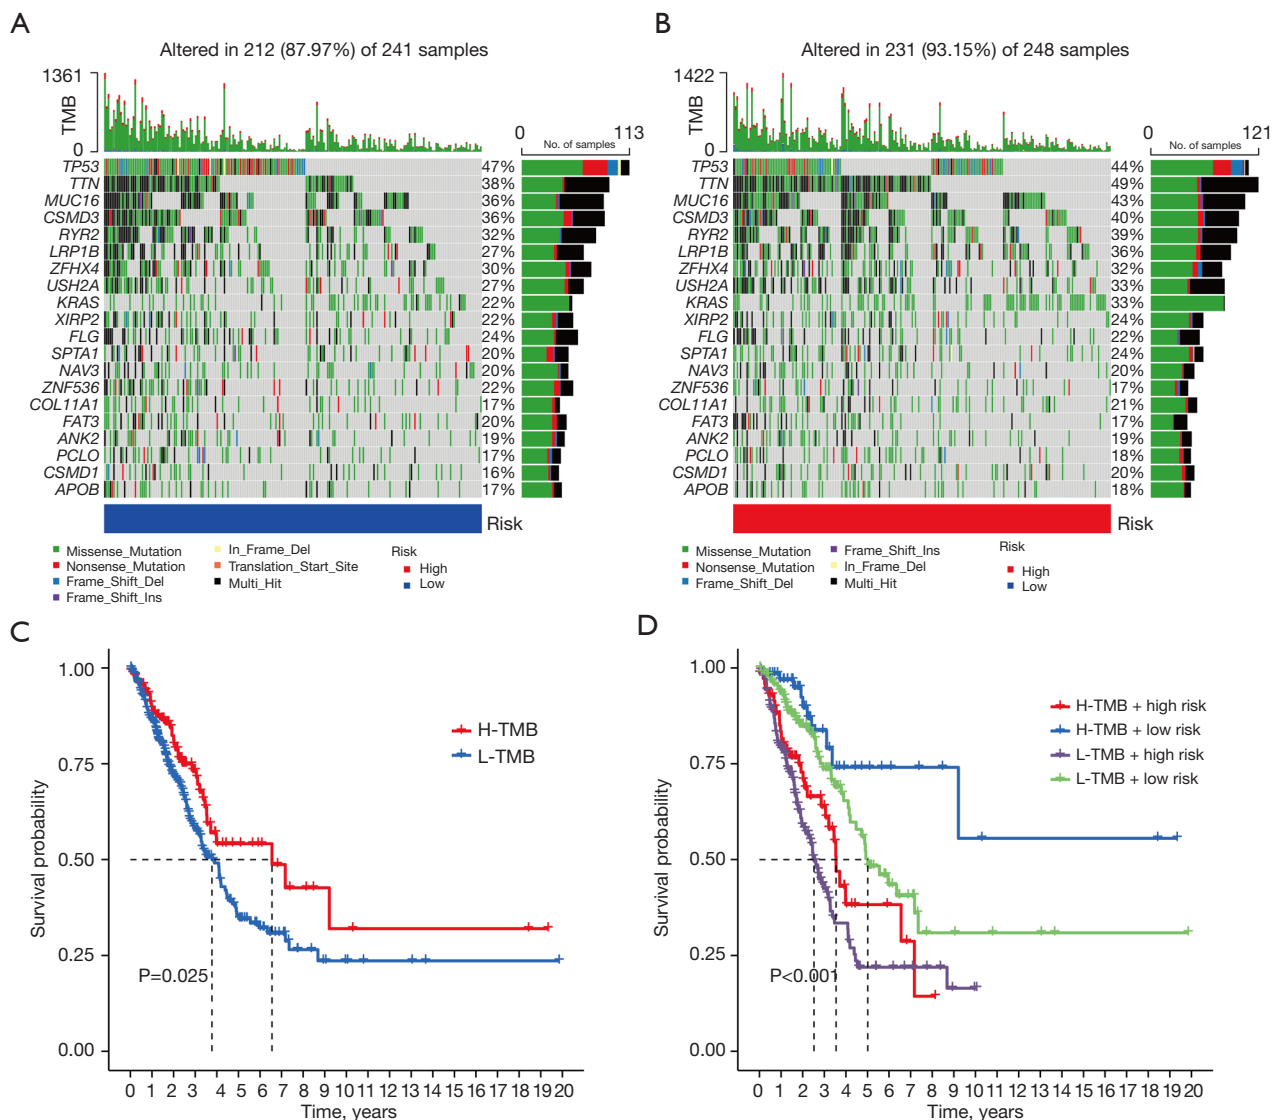 A
Altered in 212 (87.97%) of 241 samples
1361
TMB
0
0 113
No. of samples
TP53 47%
TTN 38%
MUC16 36%
CSMD3 36%
RYR2 32%
LRP1B 27%
ZFHX4 30%
USH2A 27%
KRAS 22%
XIRP2 22%
FLG 24%
SPTA1 20%
NAV3 20%
ZNF536 22%
COL11A1 17%
FAT3 20%
ANK2 19%
PCLO 17%
CSMD1 16%
APOB 17%
Risk
Missense_Mutation
Nonsense_Mutation
Frame_Shift_Del
Frame_Shift_Ins
In_Frame_Del
Translation_Start_Site
Multi_Hit
Risk
High
Low
B
Altered in 231 (93.15%) of 248 samples
1422
TMB
0
0 121
No. of samples
TP53 44%
TTN 49%
MUC16 43%
CSMD3 40%
RYR2 39%
LRP1B 36%
ZFHX4 32%
USH2A 33%
KRAS 33%
XIRP2 24%
FLG 22%
SPTA1 24%
NAV3 20%
ZNF536 17%
COL11A1 21%
FAT3 17%
ANK2 19%
PCLO 18%
CSMD1 20%
APOB 18%
Risk
Missense_Mutation
Nonsense_Mutation
Frame_Shift_Del
Frame_Shift_Ins
In_Frame_Del
Multi_Hit
Risk
High
Low
C
Survival probability
1.00
0.75
0.50
0.25
0.00
H-TMB
L-TMB
P=0.025
0 1 2 3 4 5 6 7 8 9 10 11 12 13 14 15 16 17 18 19 20
Time, years
D
Survival probability
1.00
0.75
0.50
0.25
0.00
H-TMB + high risk
H-TMB + low risk
L-TMB + high risk
L-TMB + low risk
P<0.001
0 1 2 3 4 5 6 7 8 9 10 11 12 13 14 15 16 17 18 19 20
Time, years